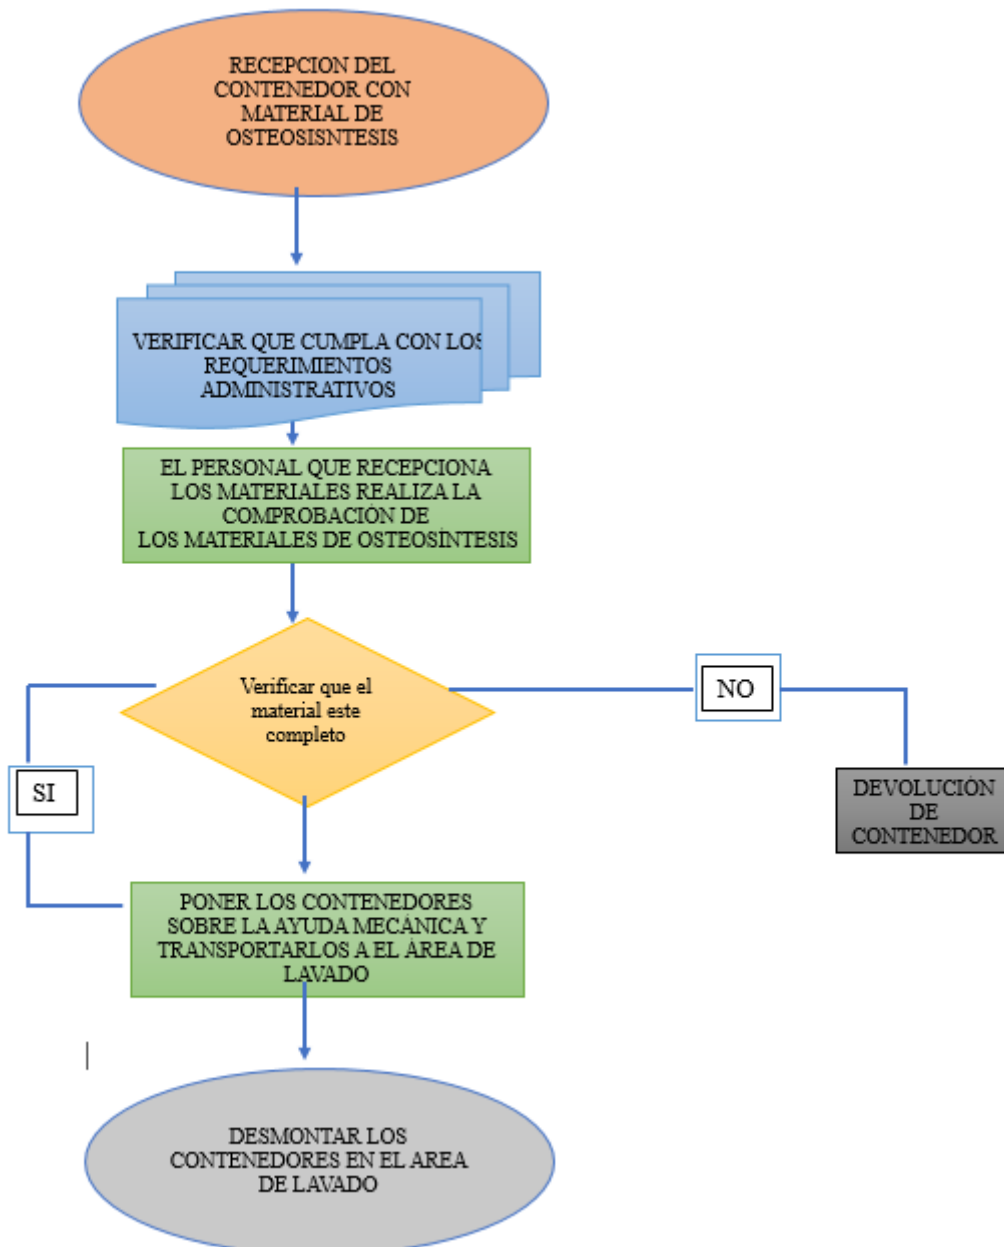 RECEPCION DEL
CONTENEDOR CON
MATERIAL DE
OSTEOSISNTESIS
VERIFICAR QUE CUMPLA CON LOS
REQUERIMIENTOS
ADMINISTRATIVOS
EL PERSONAL QUE RECEPCIONA
LOS MATERIALES REALIZA LA
COMPROBACIÓN DE
LOS MATERIALES DE OSTEOSÍNTESIS
Verificar que el
material este
completo
NO
SI
DEVOLUCIÓN
DE
CONTENEDOR
PONER LOS CONTENEDORES
SOBRE LA AYUDA MECÁNICA Y
TRANSPORTARLOS A EL ÁREA DE
LAVADO
DESMONTAR LOS
CONTENEDORES EN EL AREA
DE LAVADO